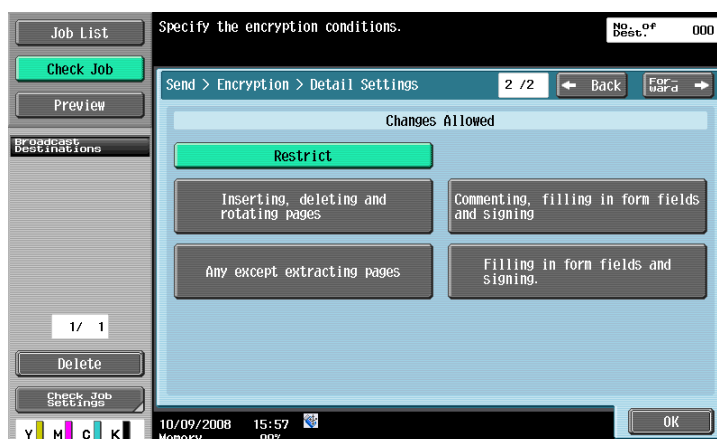 Job List
Check Job
Preview
Broadcast
Destinations
1/ 1
Delete
Check Job
Settings
Y M C K
Specify the encryption conditions.
No. of
Dest.
000
Send > Encryption > Detail Settings
2 /2
← Back
For-
ward →
Changes Allowed
Restrict
Inserting, deleting and
rotating pages
Commenting, filling in form fields
and signing
Any except extracting pages
Filling in form fields and
signing.
10/09/2008 15:57
Memory
OK